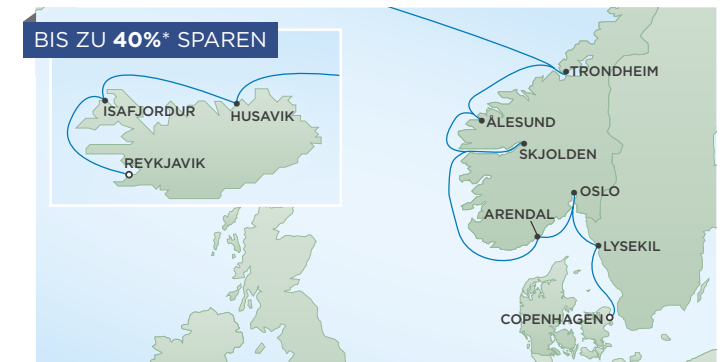 BIS ZU 40%* SPAREN
ISAFJORDUR
HUSAVIK
REYKJAVIK
TRONDHEIM
ÅLESUND
SKJOLDEN
OSLO
ARENDAL
LYSEKIL
COPENHAGEN